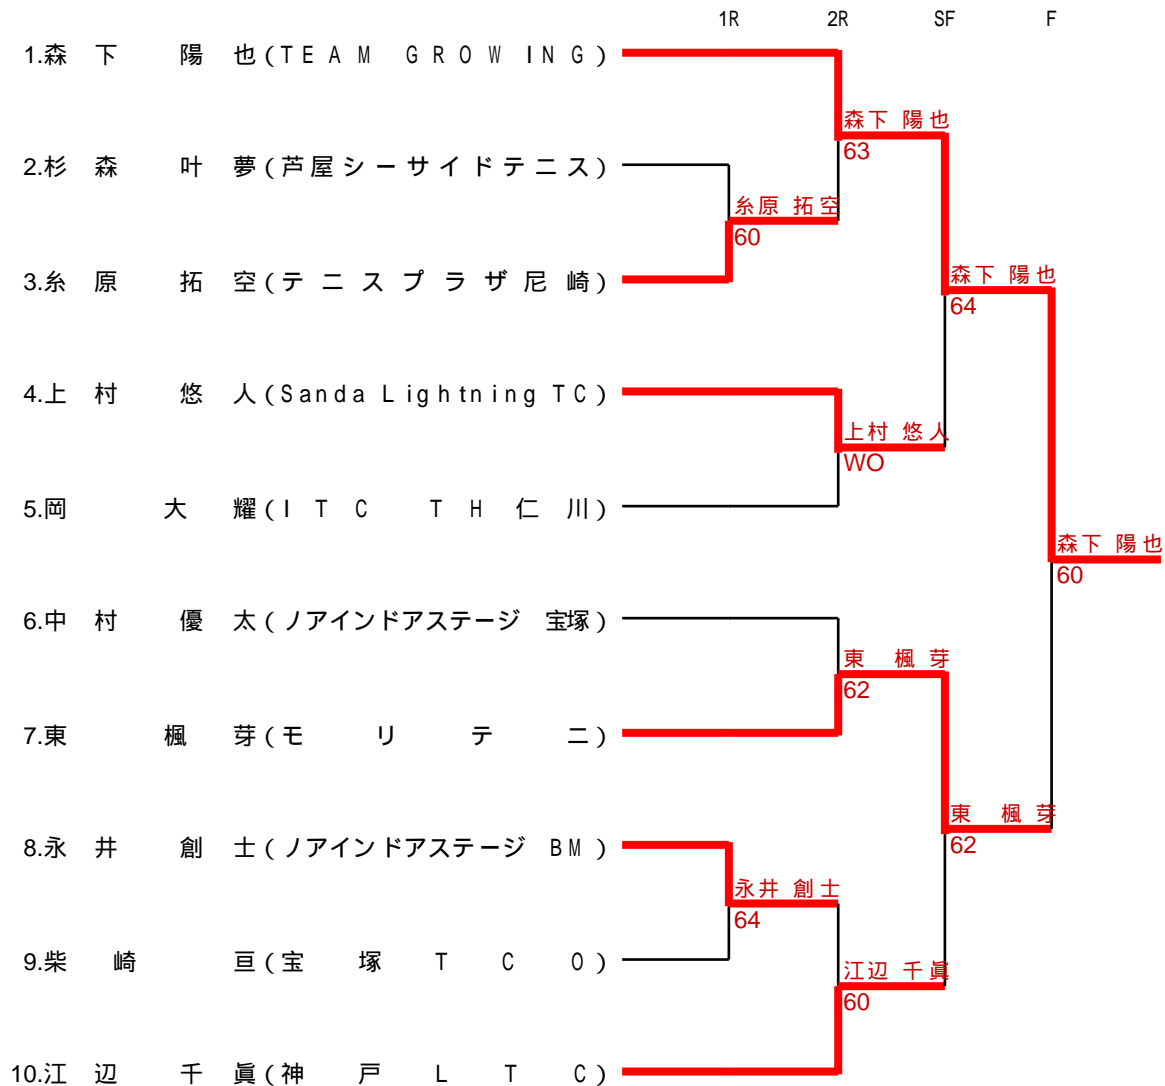 1R 2R SF F
1.森 下 陽 也(TEAM GROWING)
森下 陽也
63
2.杉 森 叶 夢(芦屋シーサイドテニス)
糸原 拓空
60
3.糸 原 拓 空(テニスプラザ尼崎)
森下 陽也
64
4.上 村 悠 人(Sanda Lightning TC)
上村 悠人
WO
5.岡 大 耀(ITC TH仁川)
森下 陽也
60
6.中 村 優 太(ノアインドアステージ 宝塚)
東 楓芽
62
7.東 楓 芽(モリテニ)
東 楓芽
62
8.永 井 創 士(ノアインドアステージ BM)
永井 創士
64
9.柴 崎 亘(宝塚TCO)
江辺 千眞
60
10.江 辺 千 眞(神戸LTC)